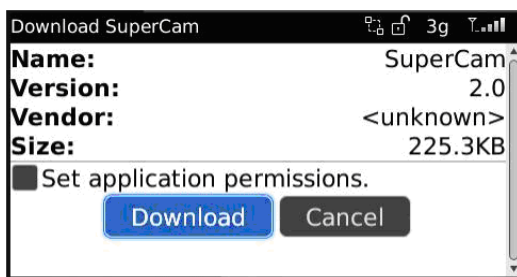 Download SuperCam 3g
Name: SuperCam
Version: 2.0
Vendor: <unknown>
Size: 225.3KB
Set application permissions.
Download Cancel